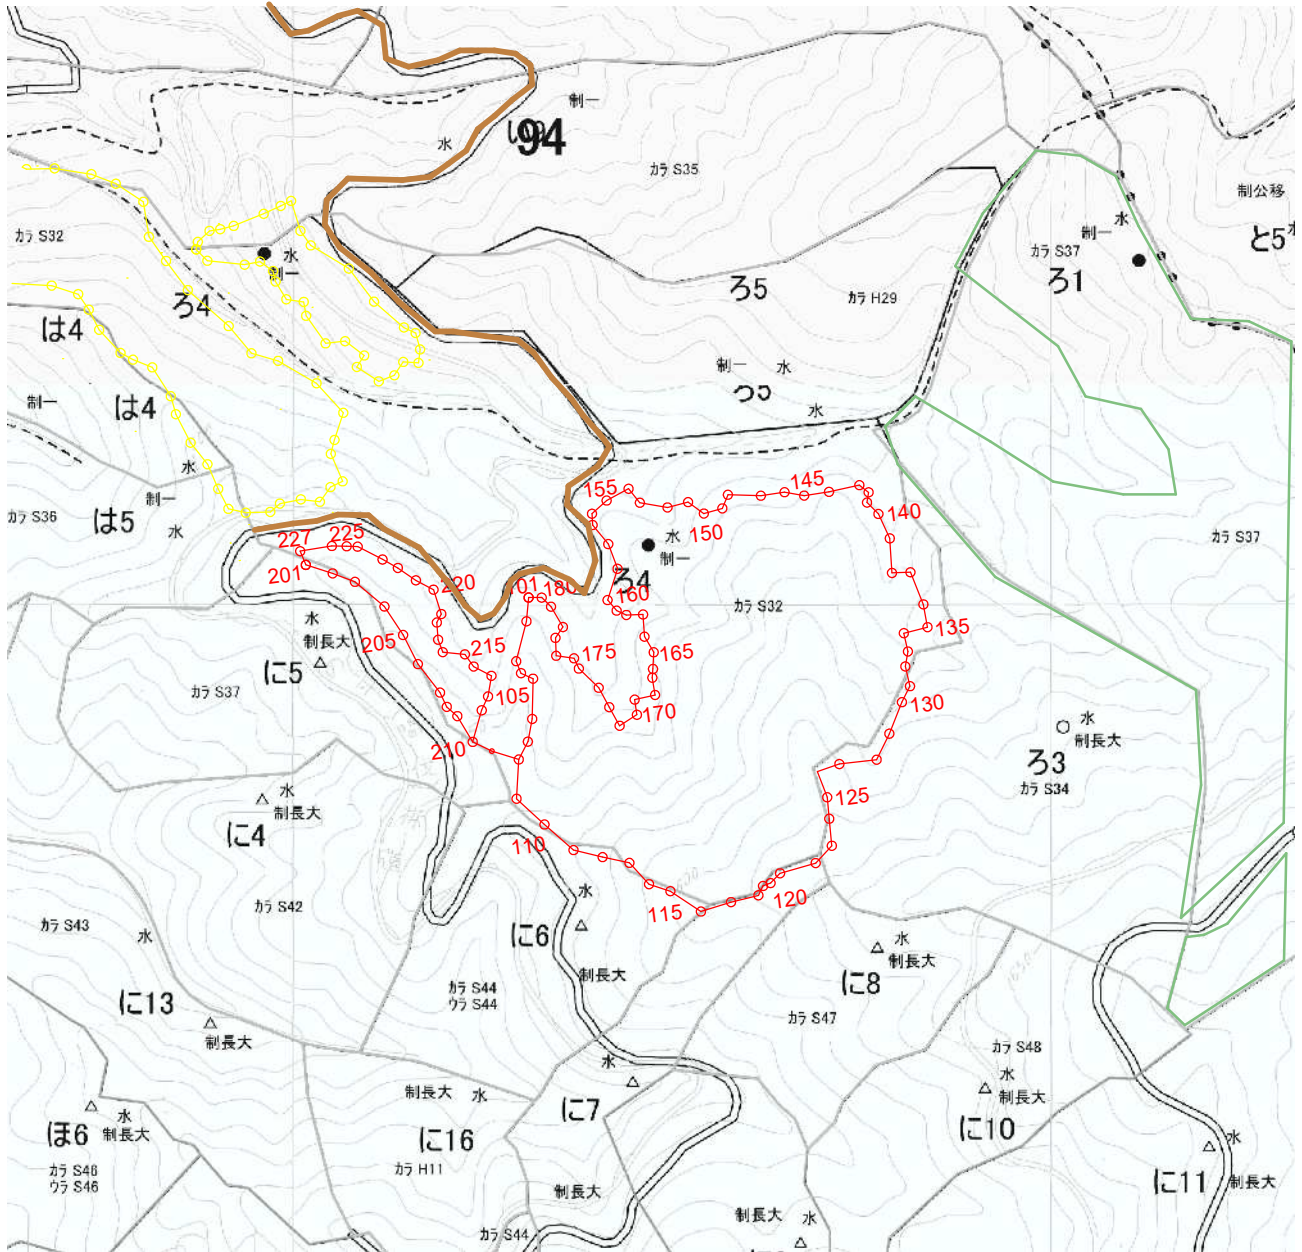 制一
94
水
カラ S35
制公移
と5
水
カラ S32
水
制一
ろ4
制一
水
カラ S37
ろ1
ろ5
カラ H29
は4
制一
は4
制一 水
水
水
制一
は5
水
カラ S36
155
145
150
140
水
制一
ろ4
カラ S37
227
225
201
220
101
180
160
カラ S32
135
水
制長大
に5
205
215
175
165
カラ S37
105
130
170
水
制長大
ろ3
カラ S34
210
水
制長大
に4
125
110
カラ S42
カラ S43
水
115
120
水
に6
制長大
水
制長大
に8
カラ S44
ウラ S44
に13
制長大
カラ S47
カラ S48
水
制長大
水
に7
水
制長大
に10
水
制長大
ほ6
カラ S46
ウラ S46
に16
カラ H11
水
制長大
に11
制長大
制長大
水
カラ S44